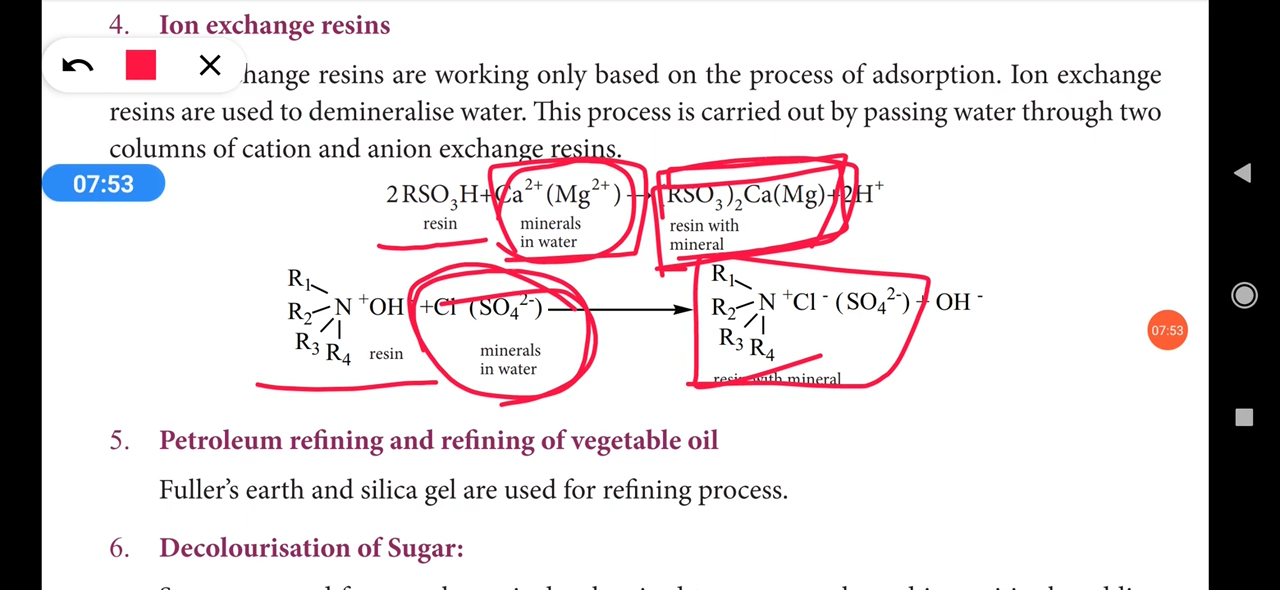 4. Ion exchange resins
hange resins are working only based on the process of adsorption. Ion exchange
resins are used to demineralise water. This process is carried out by passing water through two
columns of cation and anion exchange resins.
07:53
2 RSO₃H+Ca²⁺(Mg²⁺)→(RSO₃)₂Ca(Mg)+2H⁺
resin minerals in water resin with mineral
R₁
R₂ N ⁺OH⁻+Cl⁻(SO₄²⁻) → R₁ R₂ N ⁺Cl⁻(SO₄²⁻)+ OH⁻
R₃ R₄ resin R₃ R₄
minerals in water resin with mineral
07:53
5. Petroleum refining and refining of vegetable oil
Fuller's earth and silica gel are used for refining process.
6. Decolourisation of Sugar: